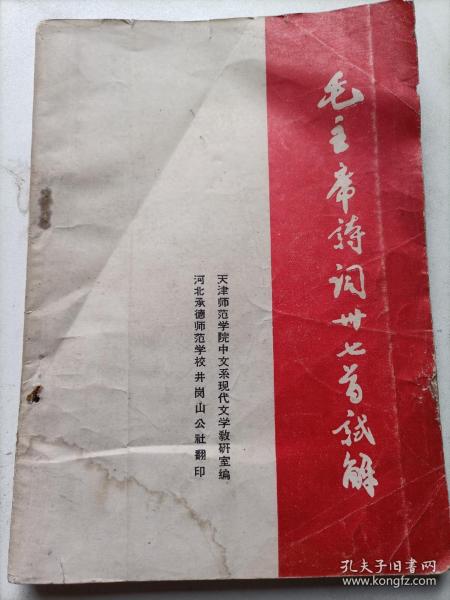 毛主席詩词卅七首試解
天津师范学院中文系现代文学教研室编
河北承德师范学校井岗山公社翻印
孔夫子旧书网
www.kongfz.com